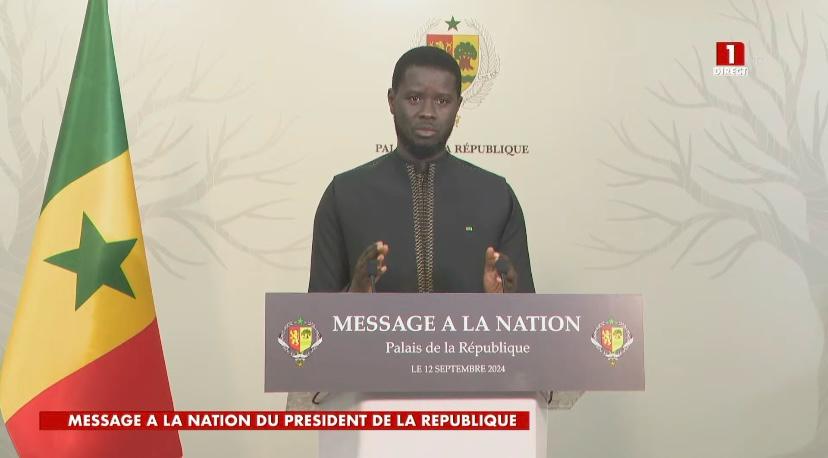 1
DIRECT
PALAIS DE LA RÉPUBLIQUE
MESSAGE A LA NATION
Palais de la République
LE 12 SEPTEMBRE 2024
MESSAGE A LA NATION DU PRESIDENT DE LA REPUBLIQUE